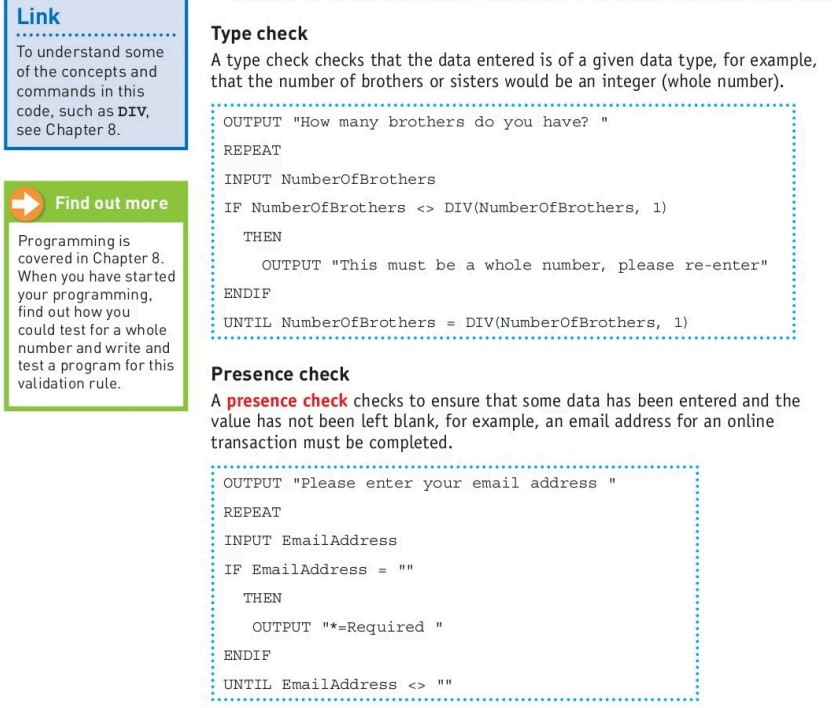 Link
To understand some
of the concepts and
commands in this
code, such as DIV,
see Chapter 8.
Find out more
Programming is
covered in Chapter 8.
When you have started
your programming,
find out how you
could test for a whole
number and write and
test a program for this
validation rule.
Type check
A type check checks that the data entered is of a given data type, for example,
that the number of brothers or sisters would be an integer (whole number).
OUTPUT "How many brothers do you have? "
REPEAT
INPUT NumberOfBrothers
IF NumberOfBrothers <> DIV(NumberOfBrothers, 1)
THEN
OUTPUT "This must be a whole number, please re-enter"
ENDIF
UNTIL NumberOfBrothers = DIV(NumberOfBrothers, 1)
Presence check
A presence check checks to ensure that some data has been entered and the
value has not been left blank, for example, an email address for an online
transaction must be completed.
OUTPUT "Please enter your email address "
REPEAT
INPUT EmailAddress
IF EmailAddress = ""
THEN
OUTPUT "*=Required "
ENDIF
UNTIL EmailAddress <> ""